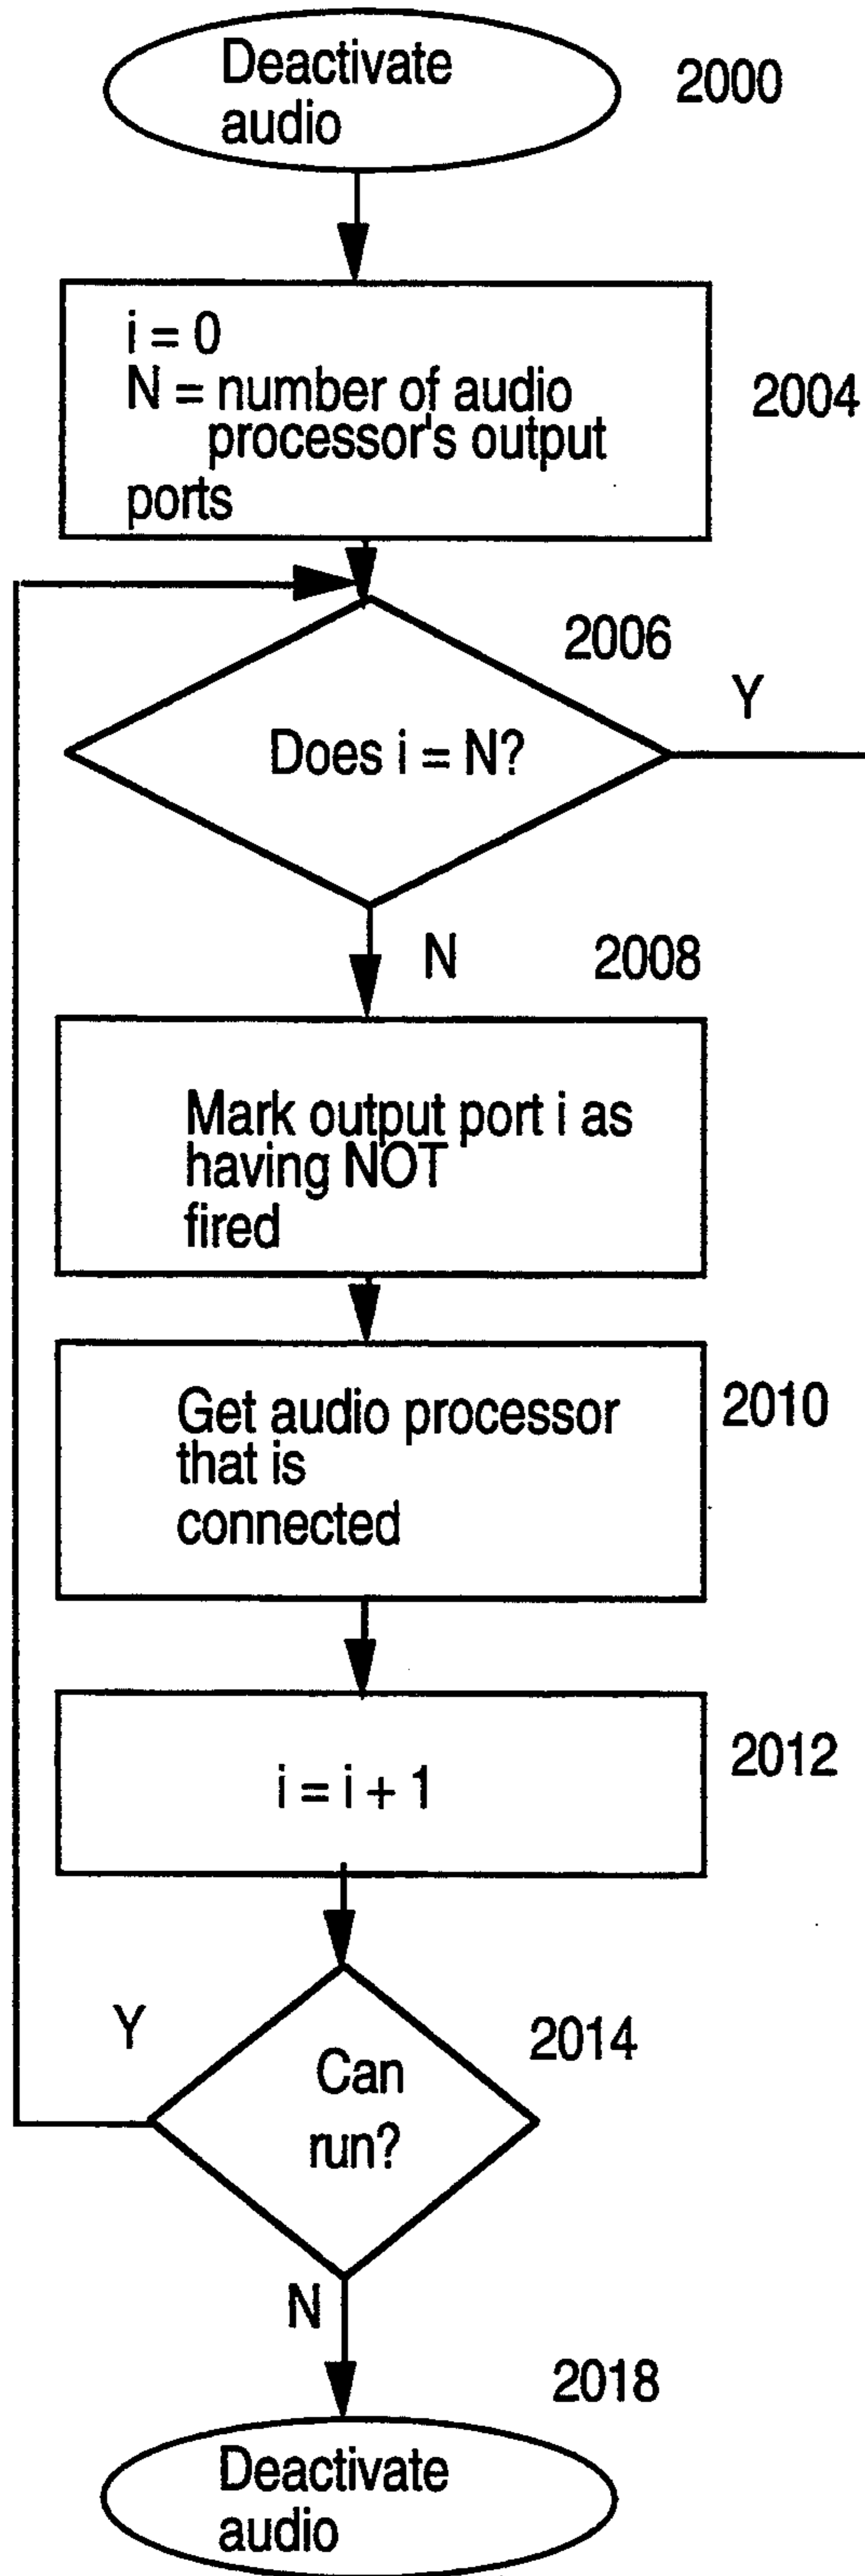 Deactivate
audio
2000
i = 0
N = number of audio
processor's output
ports
2004
2006
Y
Does i = N?
N
2008
Mark output port i as
having NOT
fired
Get audio processor
that is
connected
2010
i = i + 1
2012
Y
2014
Can
run?
N
2018
Deactivate
audio